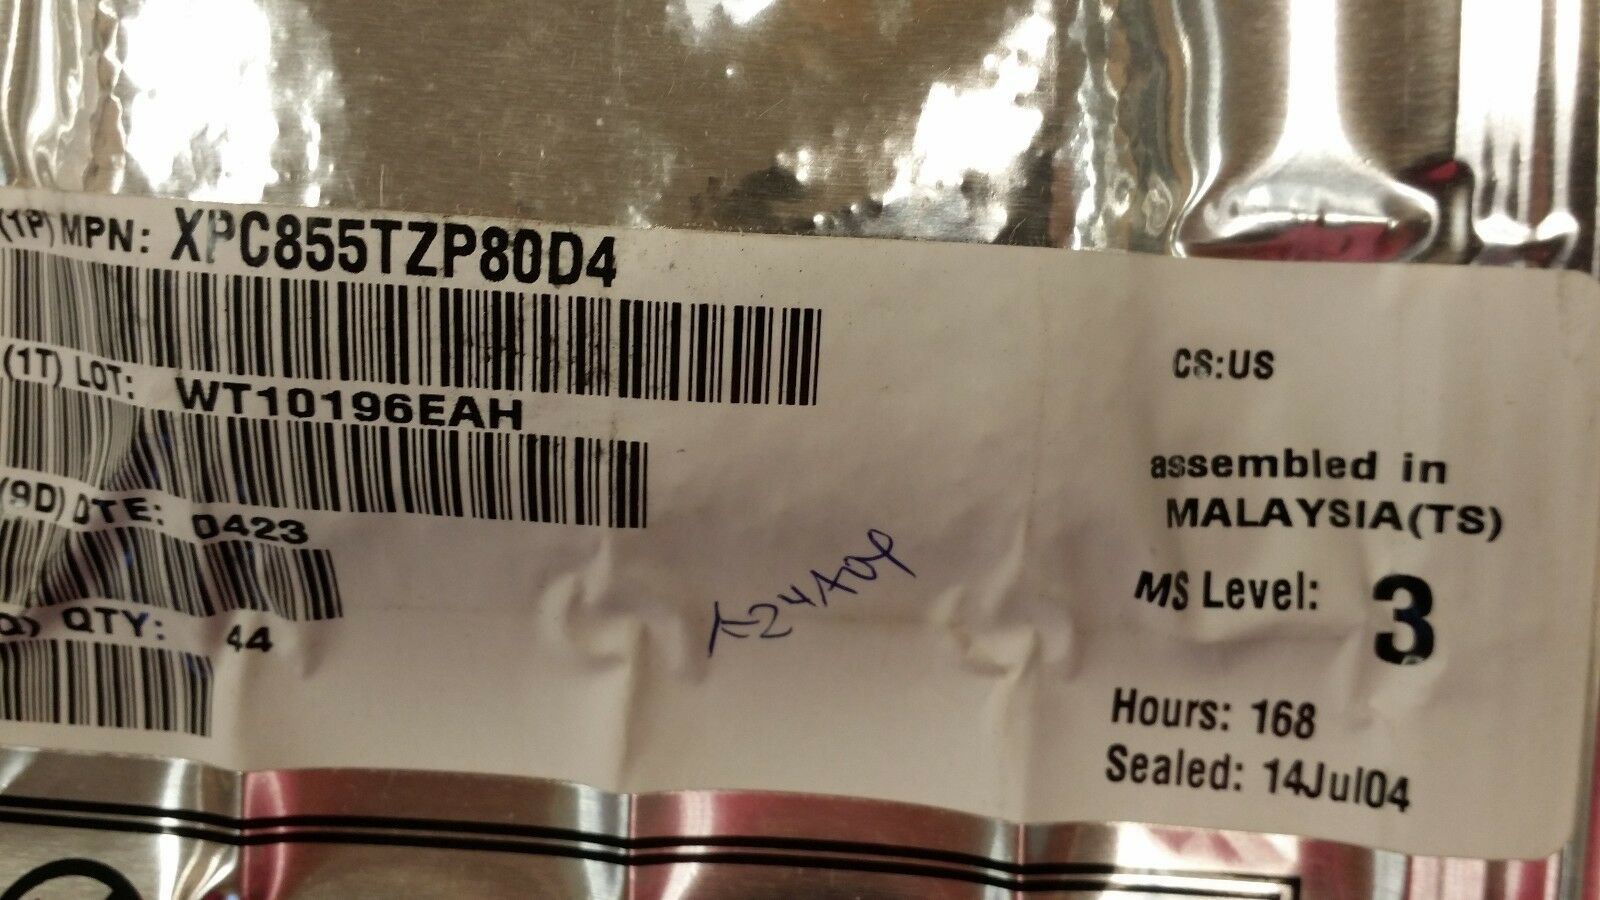 (1P) MPN: XPC855TZP80D4
(1T) LOT: WT10196EAH
(9D) DTE: 0423
Q) QTY: 44
CS:US
assembled in
MALAYSIA(TS)
MS Level: 3
Hours: 168
Sealed: 14Jul04